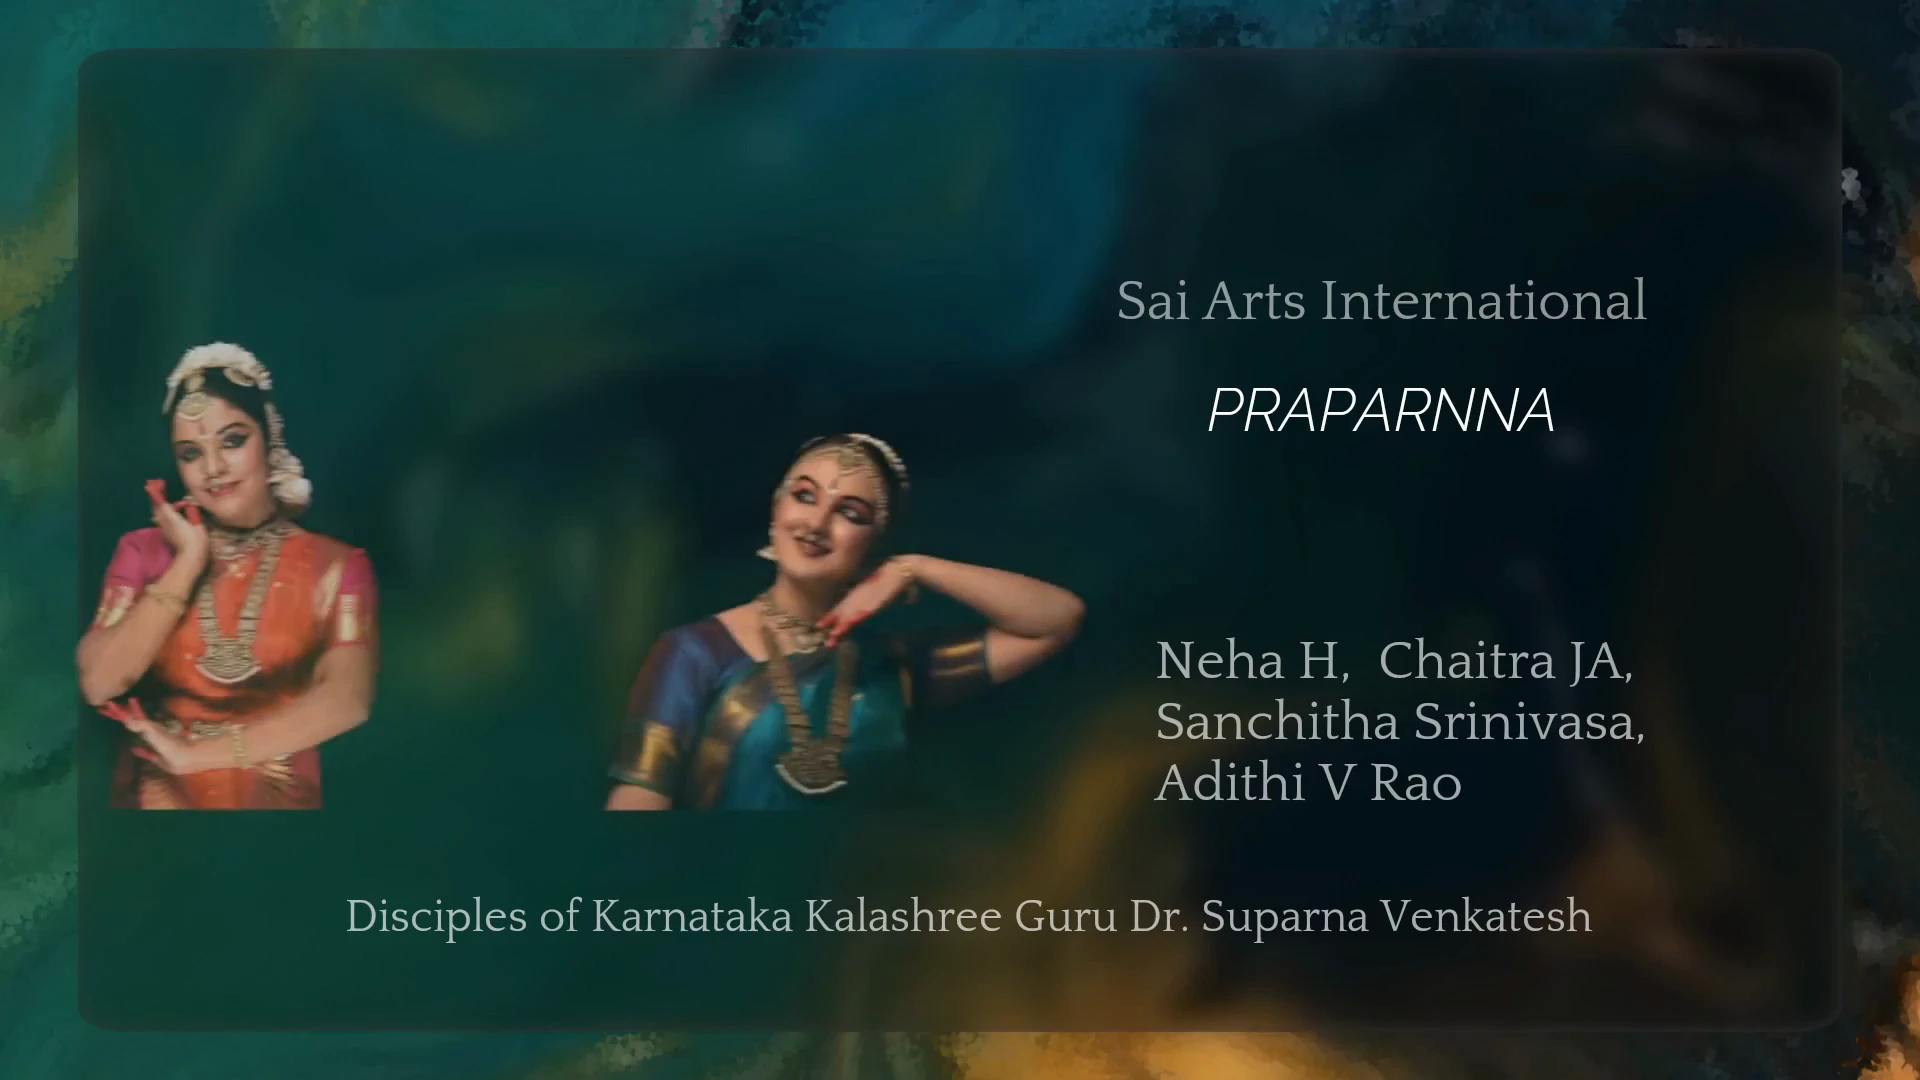 Sai Arts International
PRAPARNNA
Neha H, Chaitra JA,
Sanchitha Srinivasa,
Adithi V Rao
Disciples of Karnataka Kalashree Guru Dr. Suparna Venkatesh